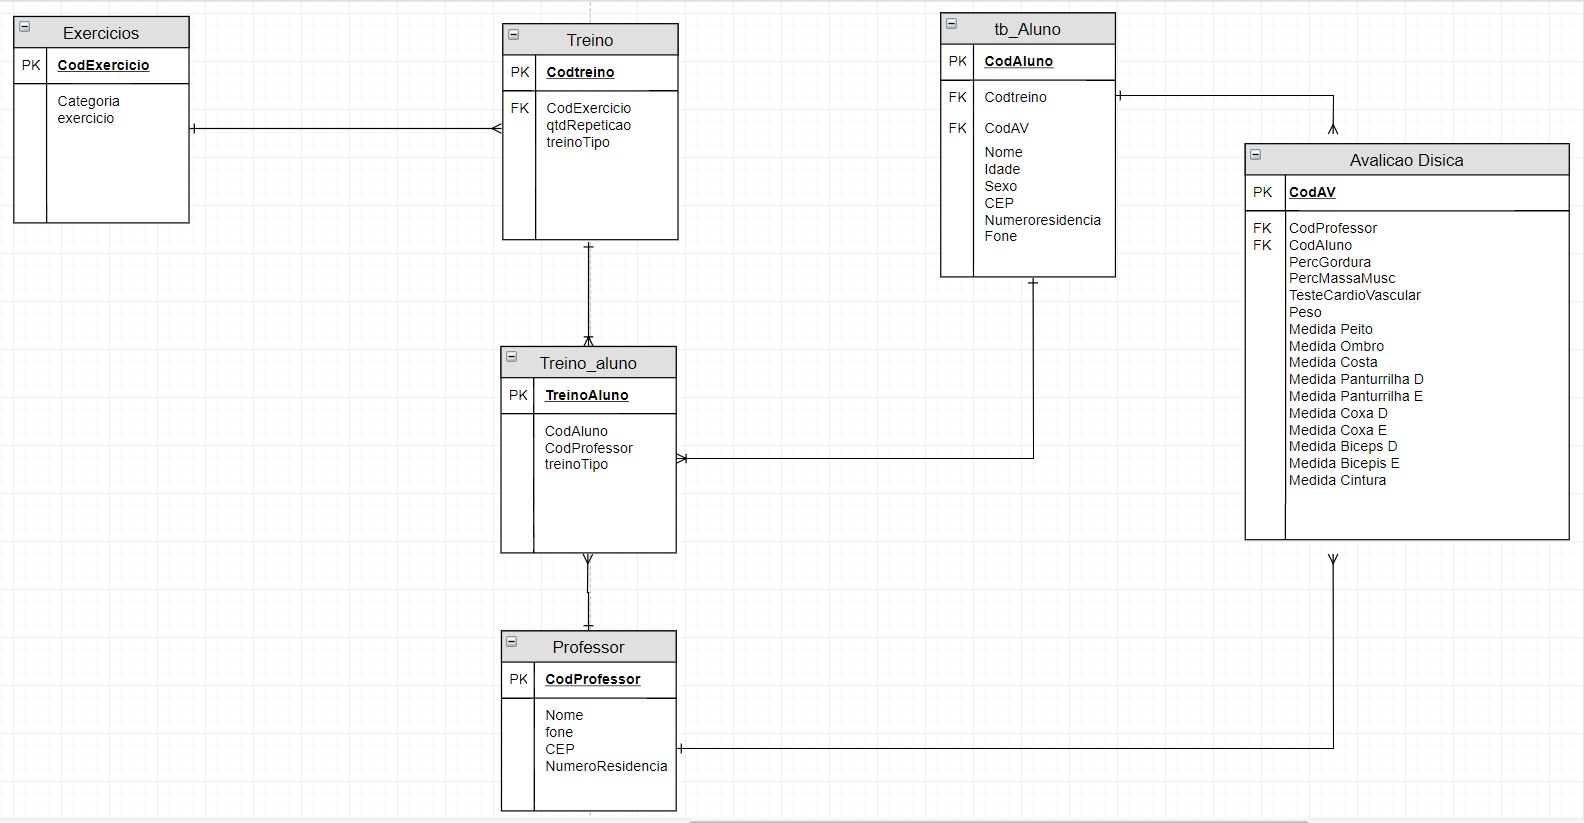 Exercicios
PK CodExercicio
Categoria
exercicio
Treino
PK Codtreino
FK CodExercicio
qtdRepeticao
treinoTipo
tb_Aluno
PK CodAluno
FK Codtreino
FK CodAV
Nome
Idade
Sexo
CEP
Numeroresidencia
Fone
Avalicao Disica
PK CodAV
FK CodProfessor
FK CodAluno
PercGordura
PercMassaMusc
TesteCardioVascular
Peso
Medida Peito
Medida Ombro
Medida Costa
Medida Panturrilha D
Medida Panturrilha E
Medida Coxa D
Medida Coxa E
Medida Biceps D
Medida Bicepis E
Medida Cintura
Treino_aluno
PK TreinoAluno
CodAluno
CodProfessor
treinoTipo
Professor
PK CodProfessor
Nome
fone
CEP
NumeroResidencia